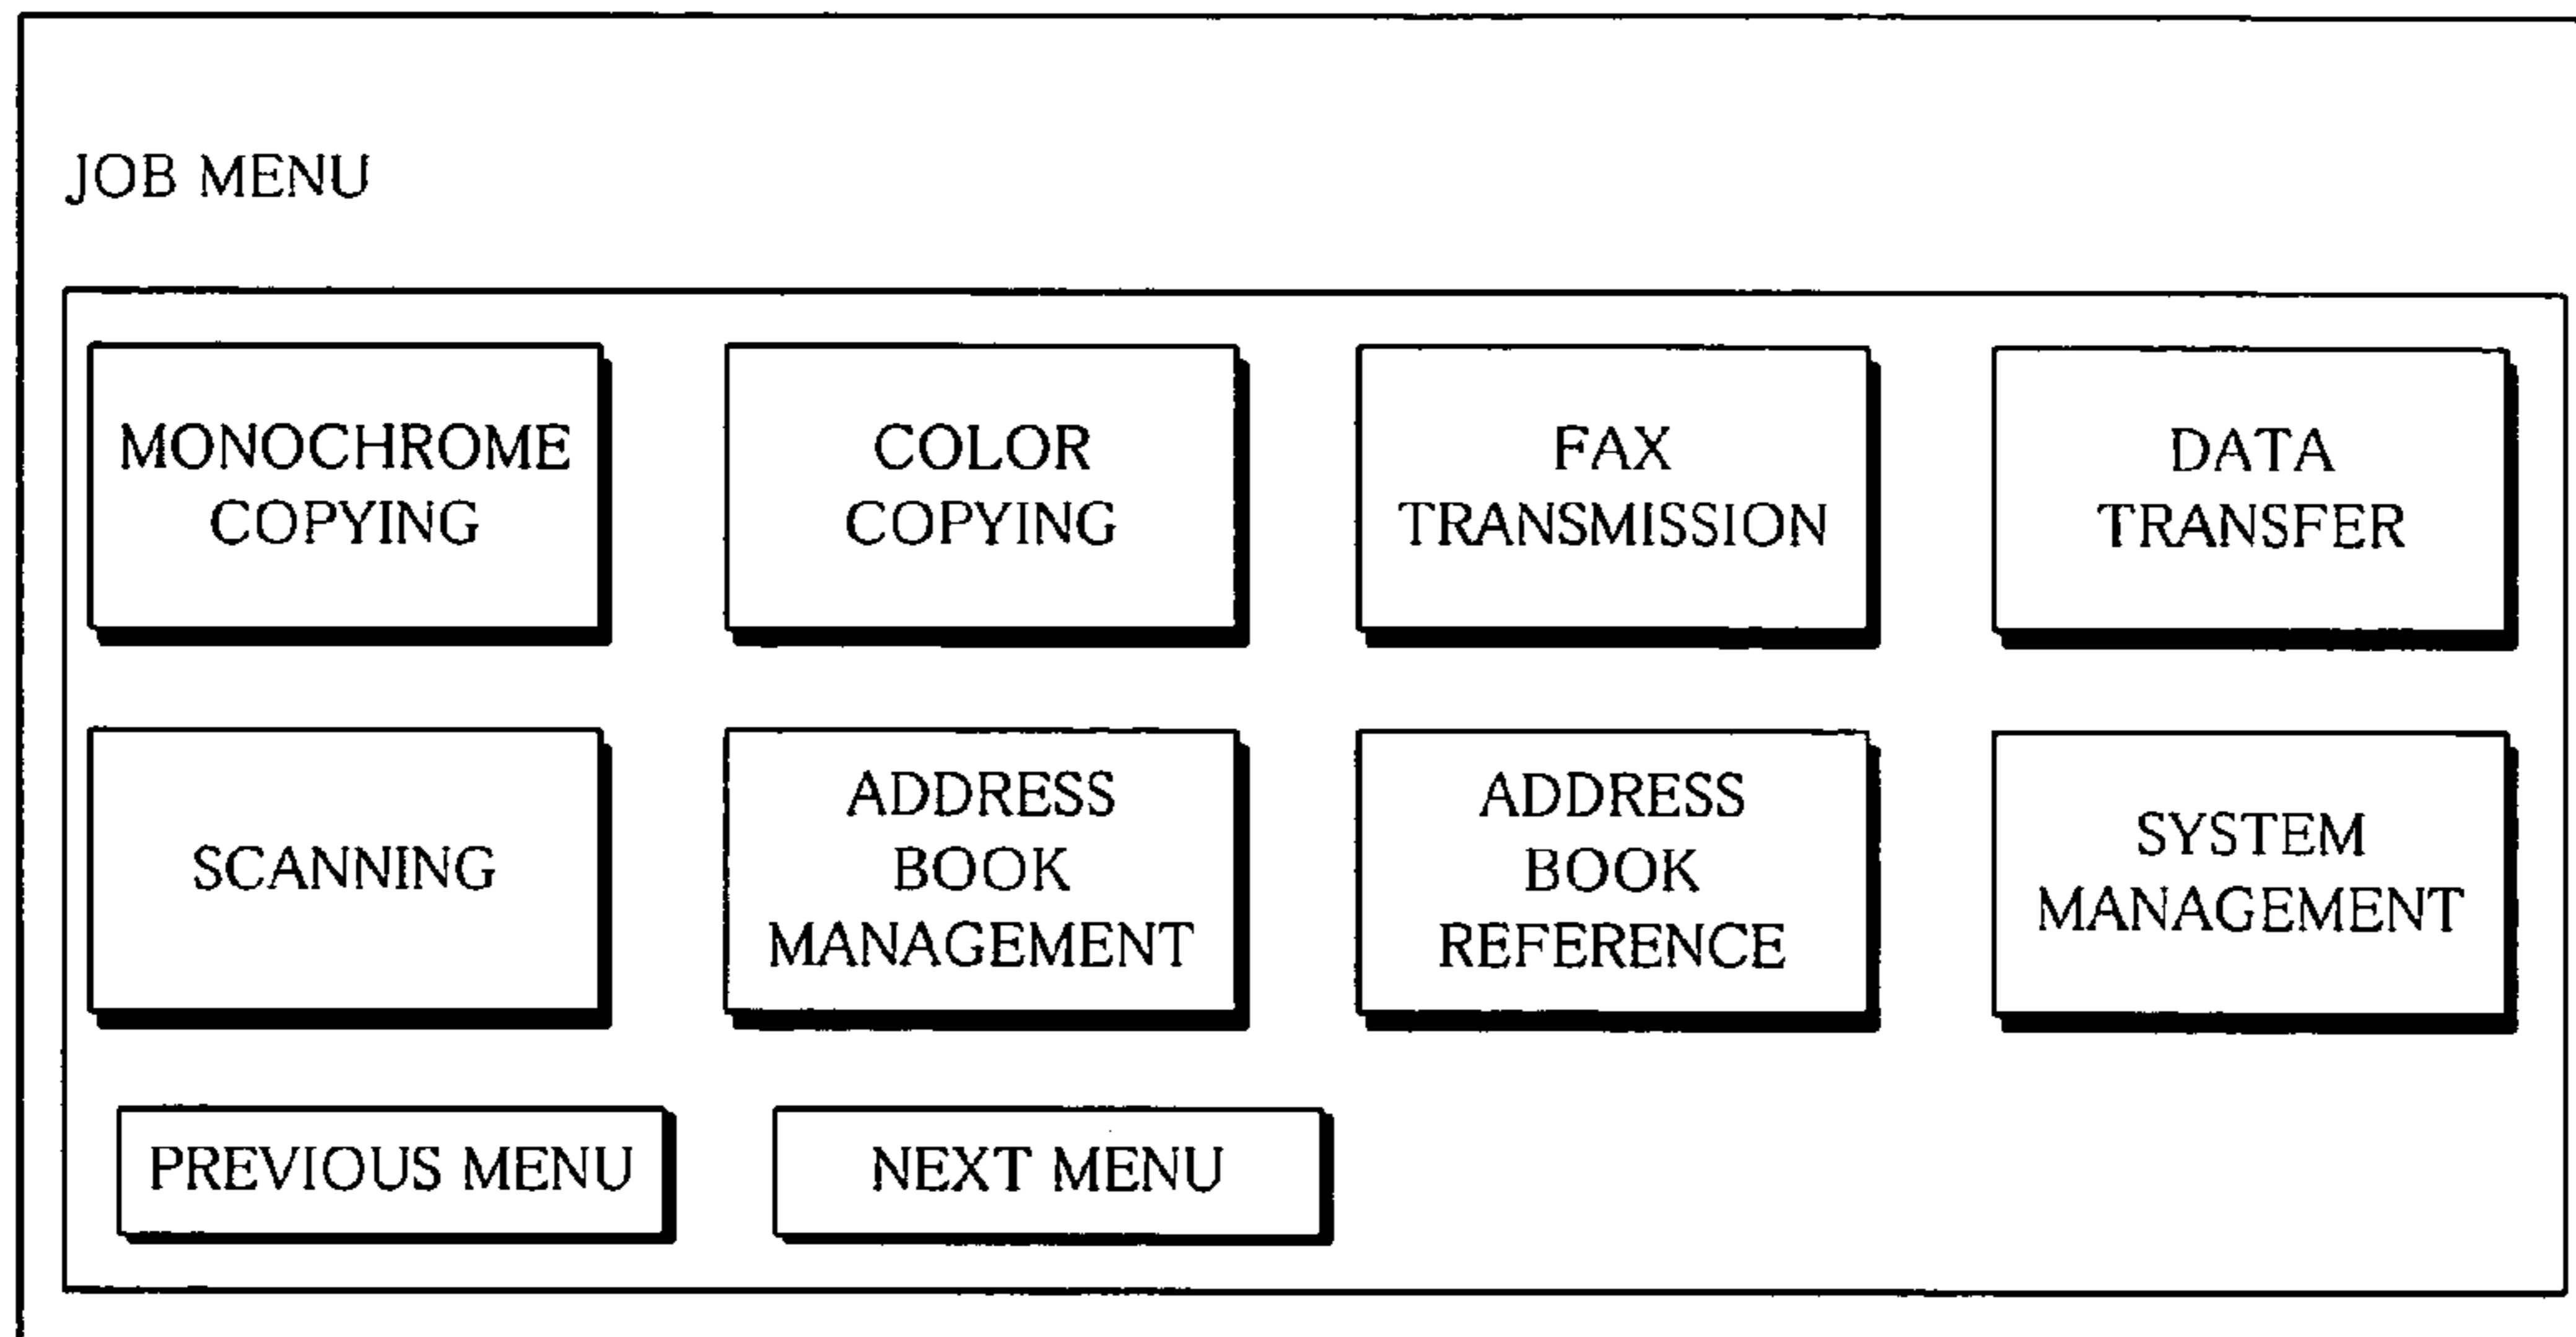 JOB MENU
MONOCHROME
COPYING
COLOR
COPYING
FAX
TRANSMISSION
DATA
TRANSFER
SCANNING
ADDRESS
BOOK
MANAGEMENT
ADDRESS
BOOK
REFERENCE
SYSTEM
MANAGEMENT
PREVIOUS MENU
NEXT MENU